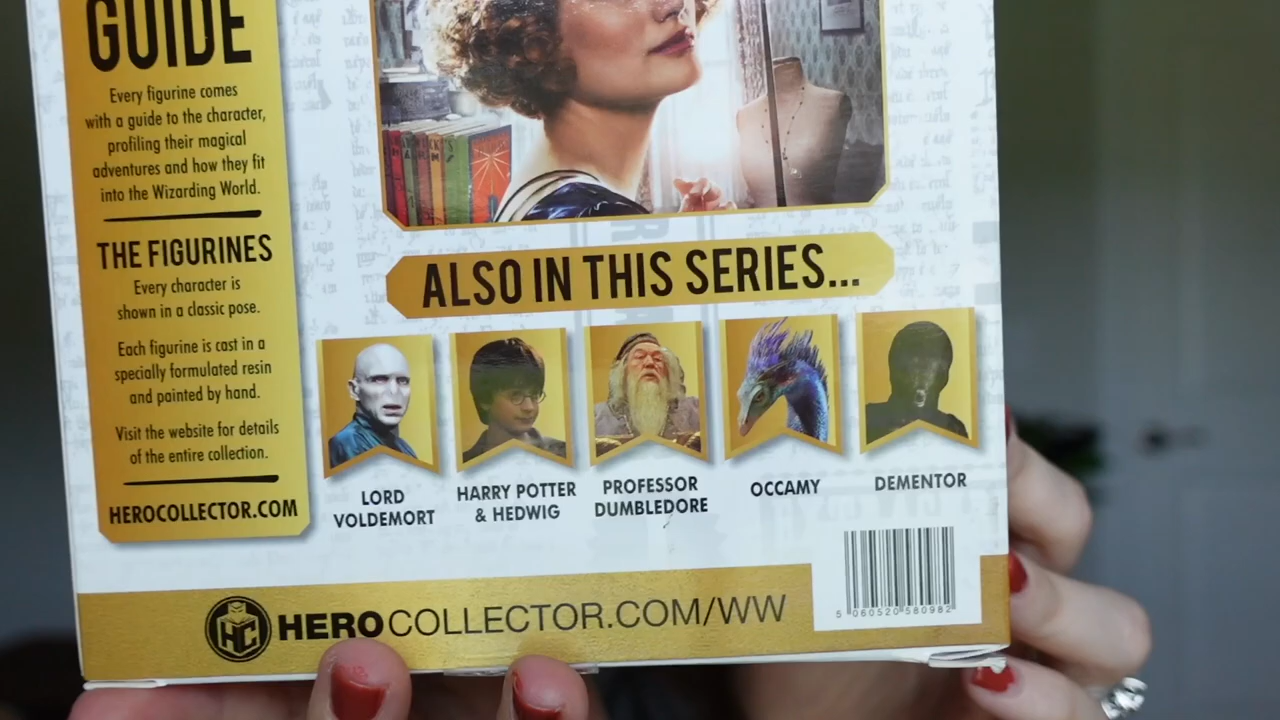 GUIDE
Every figurine comes
with a guide to the character,
profiling their magical
adventures and how they fit
into the Wizarding World.
THE FIGURINES
Every character is
shown in a classic pose.
Each figurine is cast in a
specially formulated resin
and painted by hand.
Visit the website for details
of the entire collection.
HEROCOLLECTOR.COM
ALSO IN THIS SERIES...
LORD
VOLDEMORT
HARRY POTTER
& HEDWIG
PROFESSOR
DUMBLEDORE
OCCAMY
DEMENTOR
5 060520 580982
HC
HEROCOLLECTOR.COM/WW